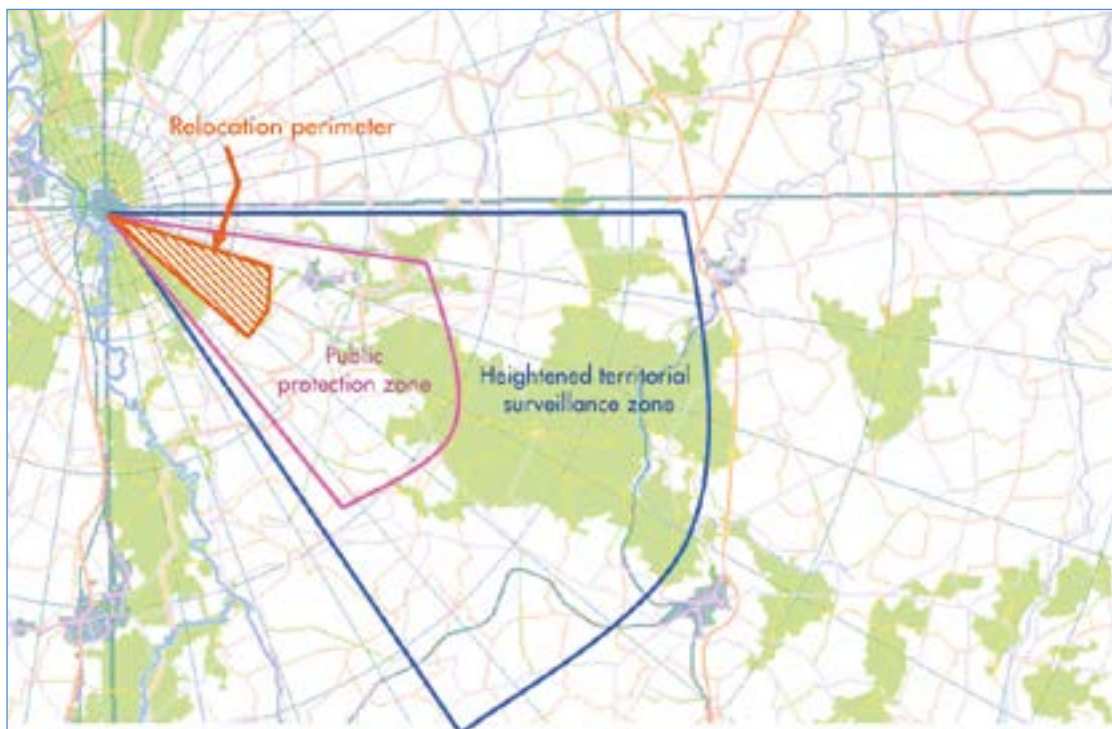 Relocation perimeter
Public
protection zone
Heightened territorial
surveillance zone